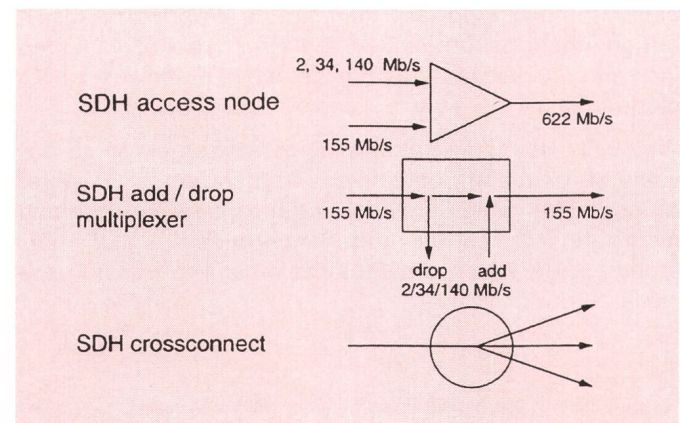 2, 34, 140 Mb/s
SDH access node
622 Mb/s
155 Mb/s
SDH add / drop
multiplexer
155 Mb/s
155 Mb/s
drop
add
2/34/140 Mb/s
SDH crossconnect